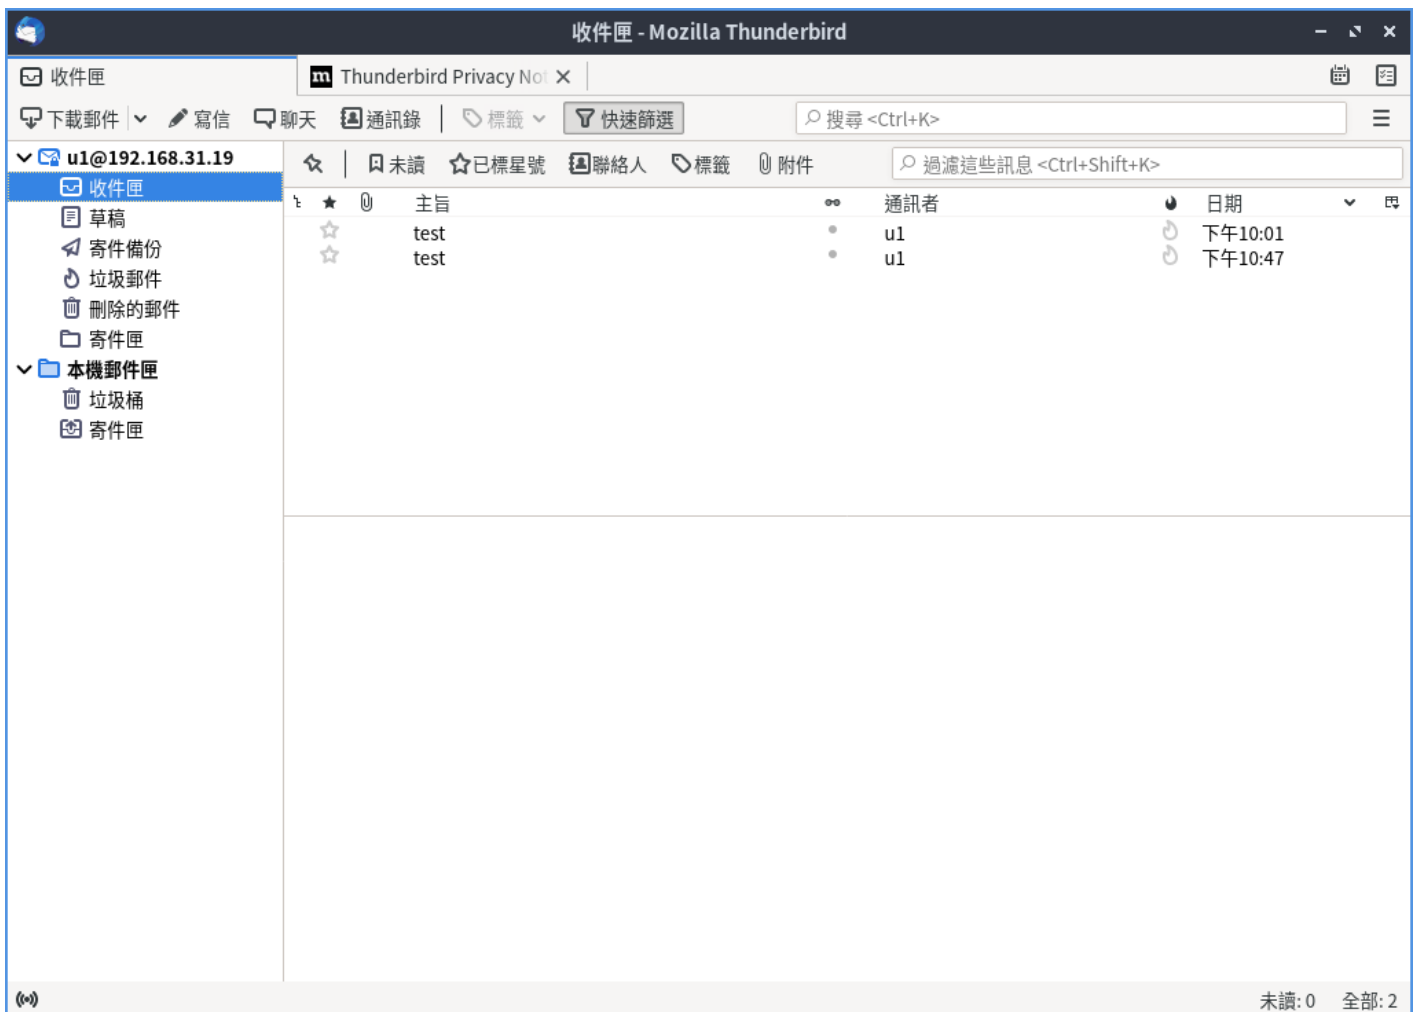 收件匣 - Mozilla Thunderbird
收件匣
m Thunderbird Privacy Not
下載郵件 寫信 聊天 通訊錄 標籤 快速篩選 搜尋 <Ctrl+K>
u1@192.168.31.19
未讀 已標星號 聯絡人 標籤 附件 過濾這些訊息 <Ctrl+Shift+K>
收件匣
草稿
寄件備份
垃圾郵件
刪除的郵件
寄件匣
本機郵件匣
垃圾桶
寄件匣
主旨 通訊者 日期
test u1 下午10:01
test u1 下午10:47
未讀: 0 全部: 2